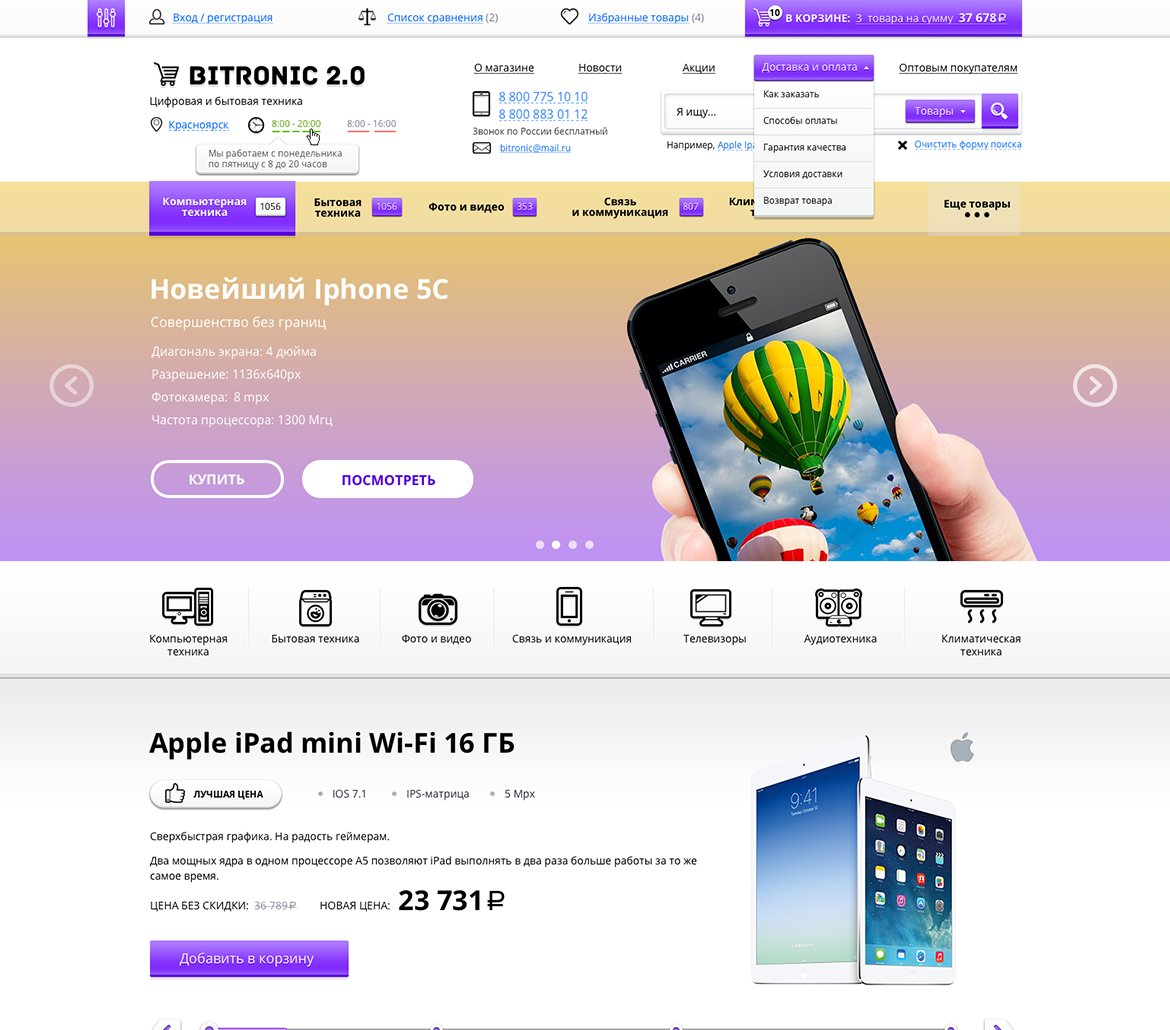 Вход / регистрация
Список сравнения (2)
Избранные товары (4)
10
В КОРЗИНЕ: 3 товара на сумму 37 678 ₽
BITRONIC 2.0
Цифровая и бытовая техника
Красноярск
8:00 - 20:00
8:00 - 16:00
Мы работаем с понедельника
по пятницу с 8 до 20 часов
О магазине
Новости
Акции
Доставка и оплата
Оптовым покупателям
8 800 775 10 10
8 800 883 01 12
Звонок по России бесплатный
bitronic@mail.ru
Я ищу...
Товары
Например, Apple Ipa
Очистить форму поиска
Как заказать
Способы оплаты
Гарантия качества
Условия доставки
Возврат товара
Компьютерная
техника
1056
Бытовая
техника
1056
Фото и видео
353
Связь
и коммуникация
807
Клим
Еще товары
Новейший Iphone 5C
Совершенство без границ
Диагональ экрана: 4 дюйма
Разрешение: 1136x640px
Фотокамера: 8 mpx
Частота процессора: 1300 Мгц
КУПИТЬ
ПОСМОТРЕТЬ
CARRIER
Компьютерная
техника
Бытовая техника
Фото и видео
Связь и коммуникация
Телевизоры
Аудиотехника
Климатическая
техника
Apple iPad mini Wi-Fi 16 ГБ
ЛУЧШАЯ ЦЕНА
IOS 7.1
IPS-матрица
5 Mpx
Сверхбыстрая графика. На радость геймерам.
Два мощных ядра в одном процессоре A5 позволяют iPad выполнять в два раза больше работы за то же
самое время.
ЦЕНА БЕЗ СКИДКИ: 36 789 ₽
НОВАЯ ЦЕНА: 23 731 ₽
Добавить в корзину
9:41